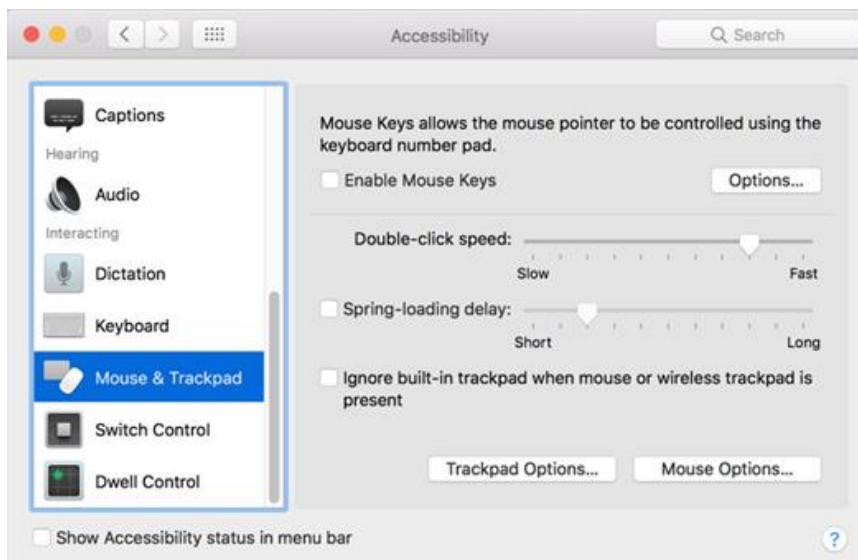 Accessibility
Search
Captions
Hearing
Audio
Interacting
Dictation
Keyboard
Mouse & Trackpad
Switch Control
Dwell Control
Mouse Keys allows the mouse pointer to be controlled using the
keyboard number pad.
Enable Mouse Keys
Options...
Double-click speed:
Slow
Fast
Spring-loading delay:
Short
Long
Ignore built-in trackpad when mouse or wireless trackpad is
present
Trackpad Options...
Mouse Options...
Show Accessibility status in menu bar
?